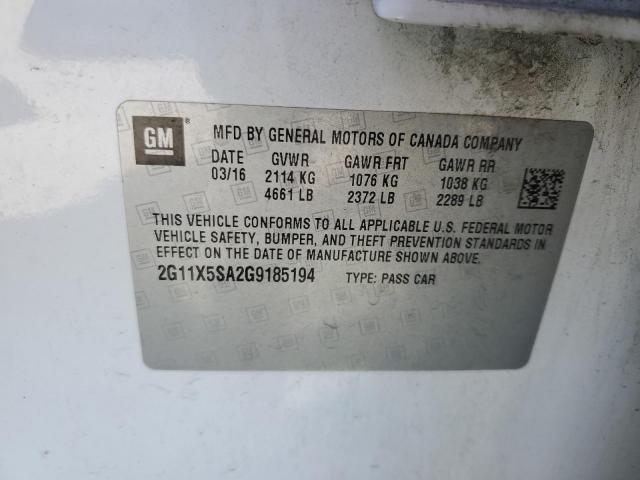 GM
MFD BY GENERAL MOTORS OF CANADA COMPANY
DATE GVWR GAWR FRT GAWR RR
03/16 2114 KG 1076 KG 1038 KG
4661 LB 2372 LB 2289 LB
THIS VEHICLE CONFORMS TO ALL APPLICABLE U.S. FEDERAL MOTOR
VEHICLE SAFETY, BUMPER, AND THEFT PREVENTION STANDARDS IN
EFFECT ON THE DATE OF MANUFACTURE SHOWN ABOVE.
2G11X5SA2G9185194 TYPE: PASS CAR